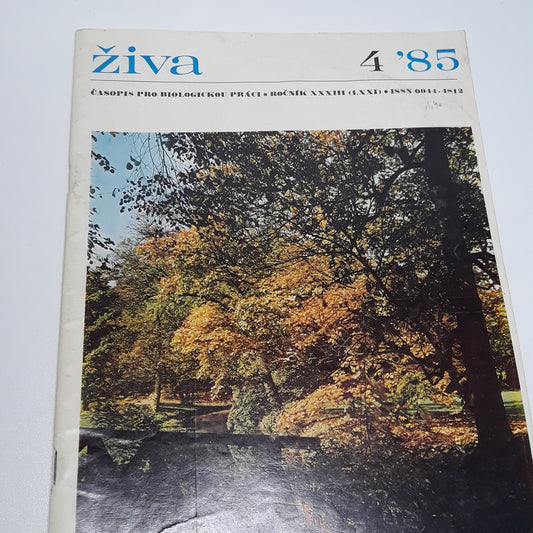 živa 4 '85
ČASOPIS PRO BIOLOGICKOU PRÁCI • ROČNÍK XXXIII (LXXI) • ISSN 0044-4812